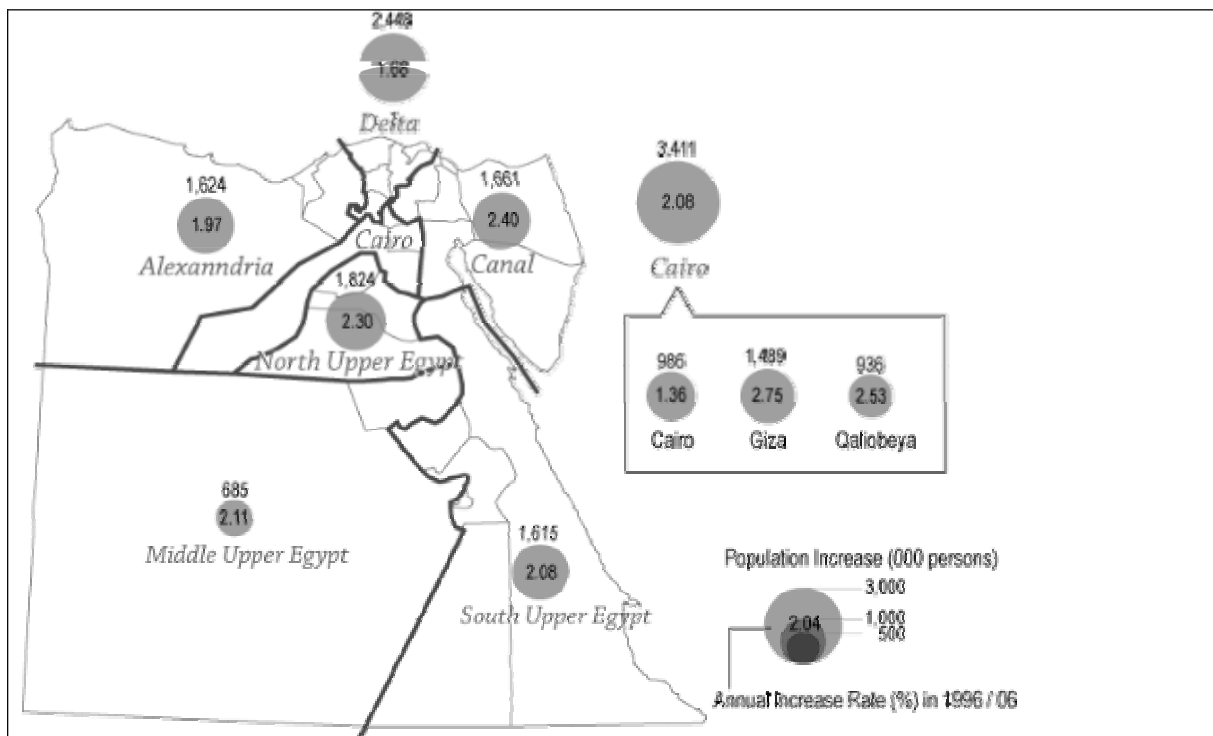 2.448
1.68
Delta
3.411
2.08
Cairo
1,624
1.97
Alexanndria
1,661
2.40
Canal
Cairo
1,824
2.30
North Upper Egypt
986
1.36
Cairo
1,489
2.75
Giza
936
2.53
Qaliobeya
685
2.11
Middle Upper Egypt
1,615
2.08
South Upper Egypt
Population Increase (000 persons)
3,000
1,000
500
2.04
Annual Increase Rate (%) in 1996 / 06